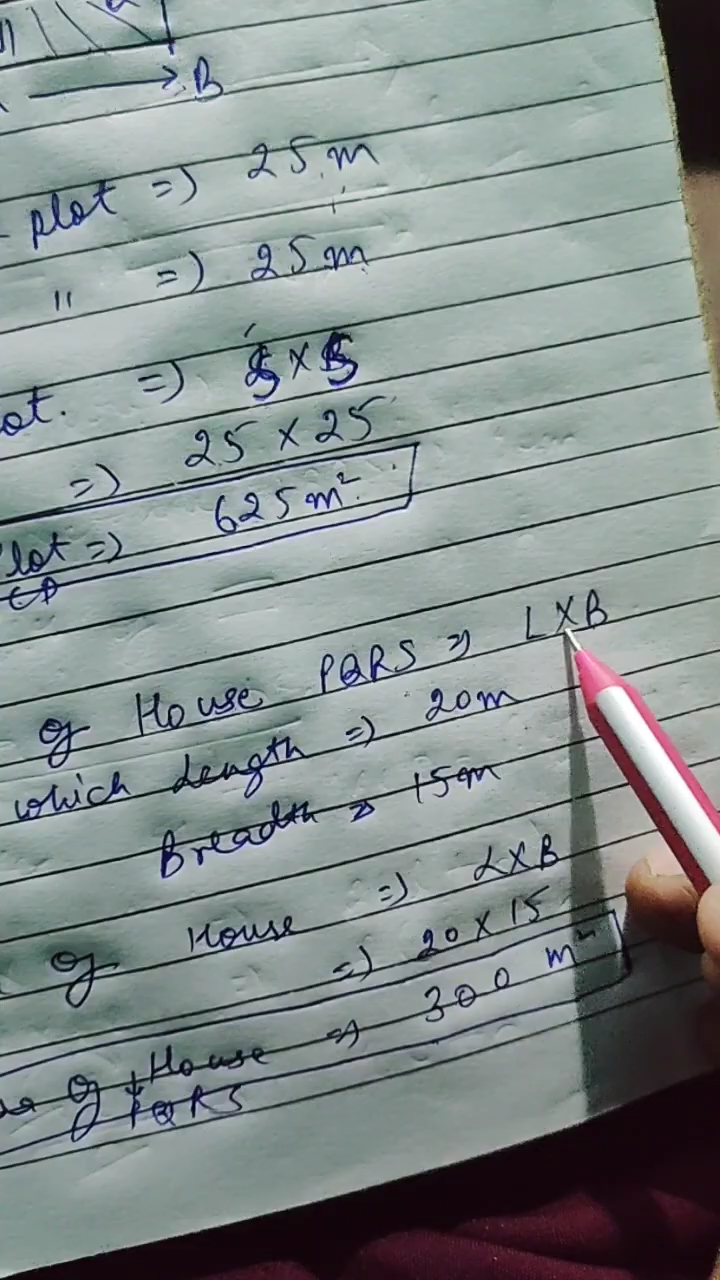 → B
plot => 25 m
" => 25 m
ot. => S x S
=> 25 x 25
lot => 625 m²
of House PQRS => L X B
which Length => 20 m
Breadth => 15 m
of House => L X B
=> 20 X 15
of House => 300 m²
PQRS